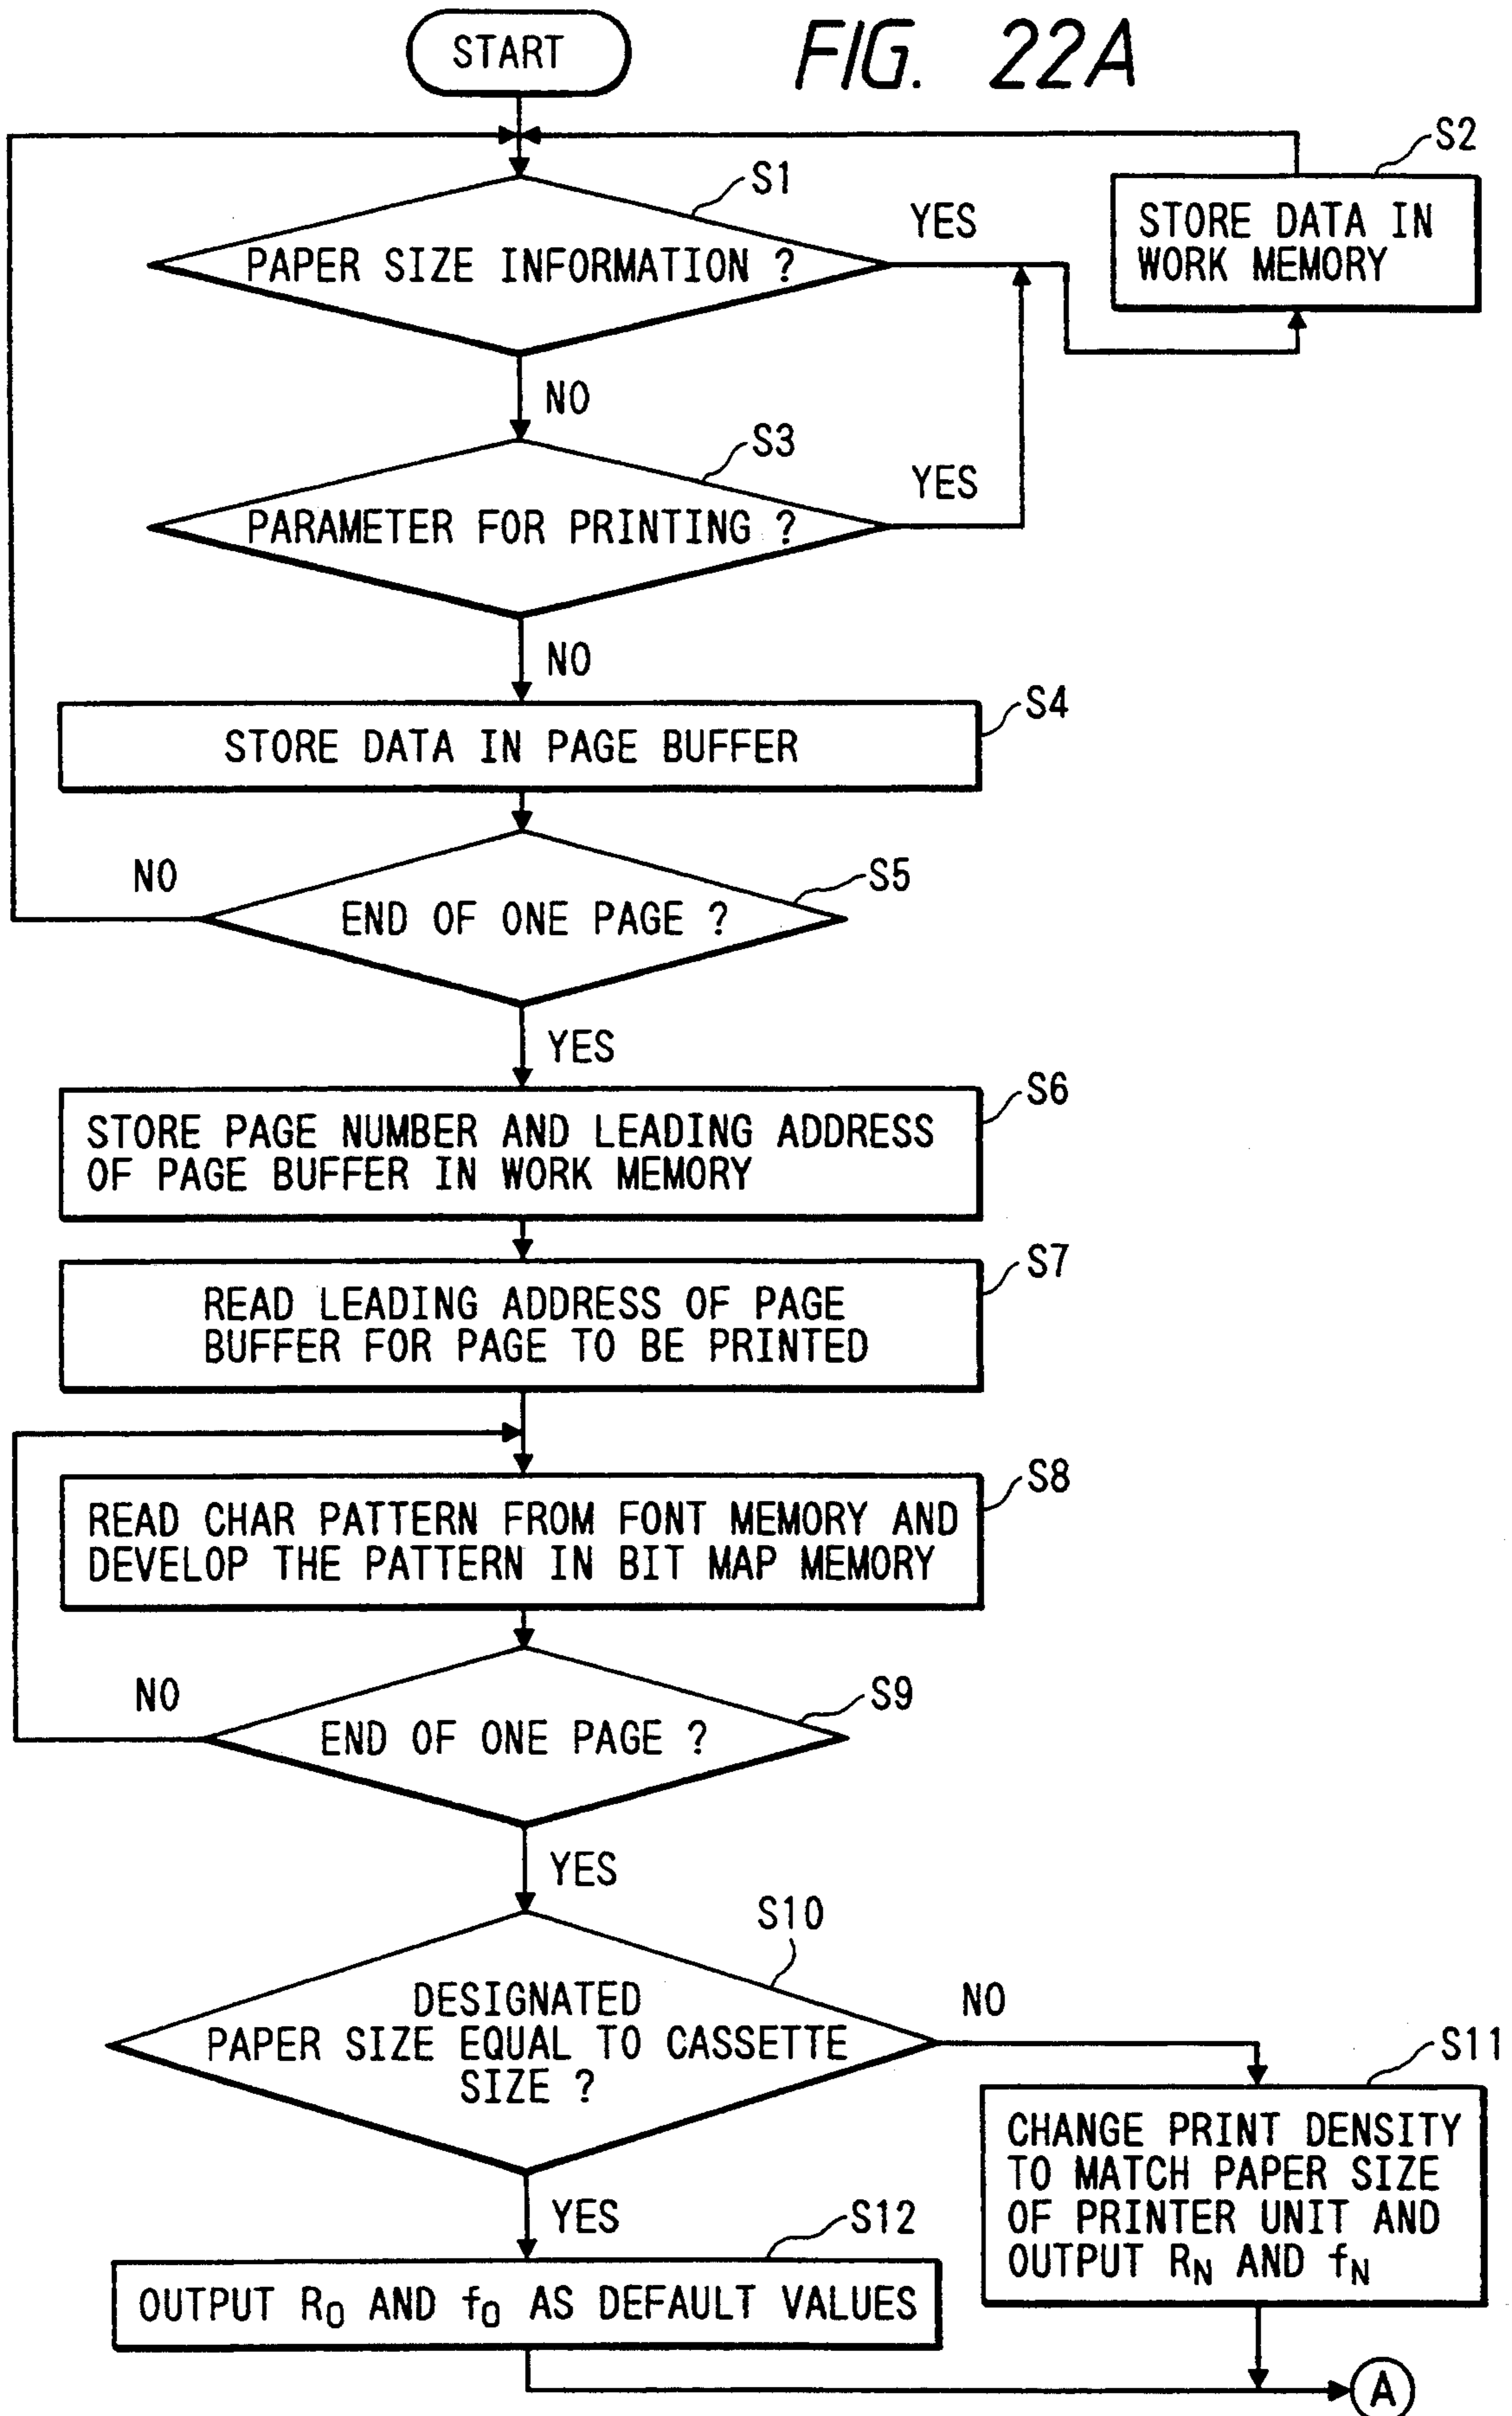 START
FIG. 22A
S1
S2
YES
STORE DATA IN
WORK MEMORY
PAPER SIZE INFORMATION ?
NO
S3
YES
PARAMETER FOR PRINTING ?
NO
S4
STORE DATA IN PAGE BUFFER
NO
S5
END OF ONE PAGE ?
YES
S6
STORE PAGE NUMBER AND LEADING ADDRESS
OF PAGE BUFFER IN WORK MEMORY
S7
READ LEADING ADDRESS OF PAGE
BUFFER FOR PAGE TO BE PRINTED
S8
READ CHAR PATTERN FROM FONT MEMORY AND
DEVELOP THE PATTERN IN BIT MAP MEMORY
NO
S9
END OF ONE PAGE ?
YES
S10
DESIGNATED
PAPER SIZE EQUAL TO CASSETTE
SIZE ?
NO
S11
CHANGE PRINT DENSITY
TO MATCH PAPER SIZE
OF PRINTER UNIT AND
OUTPUT RN AND fN
YES
S12
OUTPUT R0 AND f0 AS DEFAULT VALUES
A